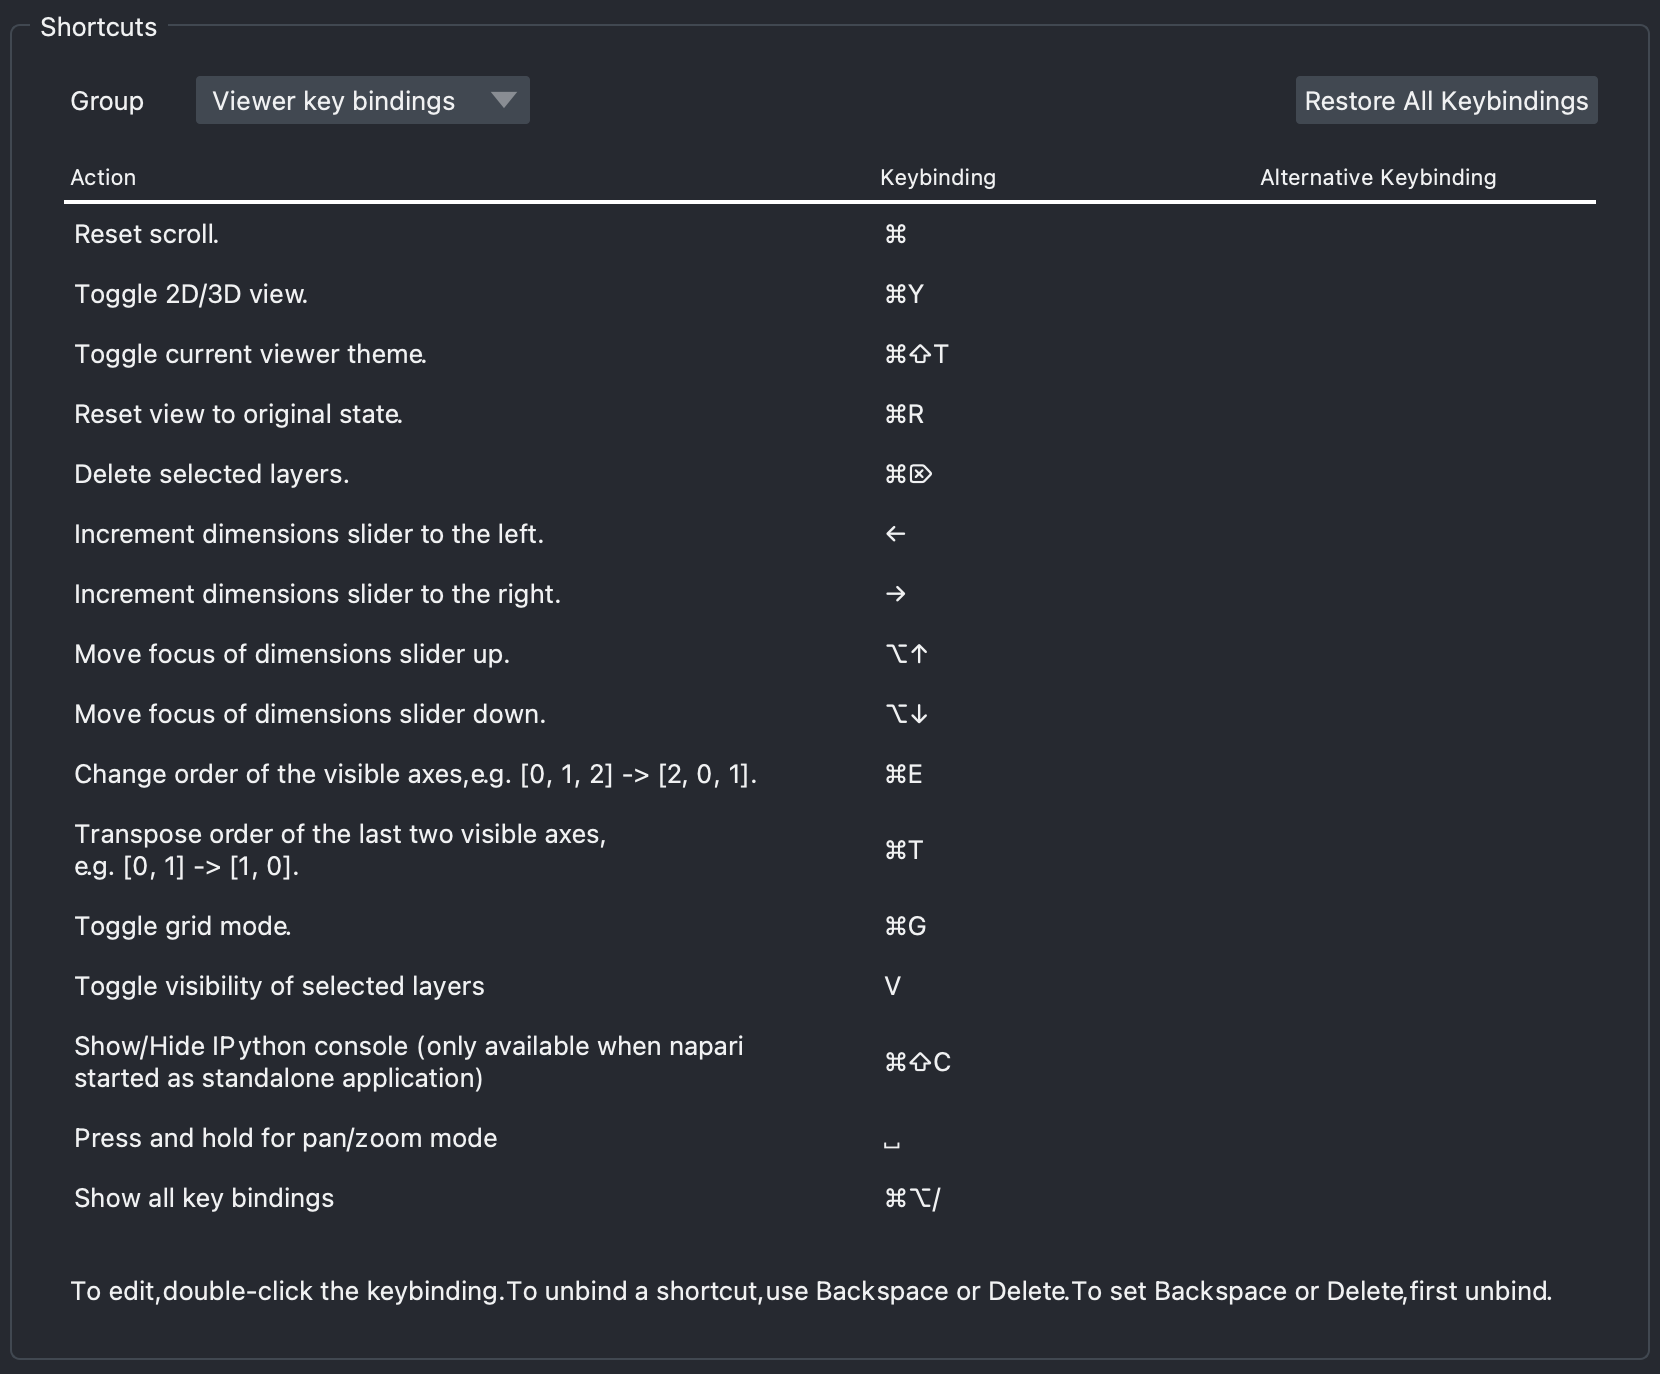 Shortcuts
Group Viewer key bindings Restore All Keybindings
Action Keybinding Alternative Keybinding
Reset scroll. ⌘
Toggle 2D/3D view. ⌘Y
Toggle current viewer theme. ⌘⇧T
Reset view to original state. ⌘R
Delete selected layers. ⌘⌦
Increment dimensions slider to the left. ←
Increment dimensions slider to the right. →
Move focus of dimensions slider up. ⌥↑
Move focus of dimensions slider down. ⌥↓
Change order of the visible axes,e.g. [0, 1, 2] -> [2, 0, 1]. ⌘E
Transpose order of the last two visible axes,
e.g. [0, 1] -> [1, 0]. ⌘T
Toggle grid mode. ⌘G
Toggle visibility of selected layers V
Show/Hide IPython console (only available when napari
started as standalone application) ⌘⇧C
Press and hold for pan/zoom mode ⎵
Show all key bindings ⌘⌥/
To edit,double-click the keybinding.To unbind a shortcut,use Backspace or Delete.To set Backspace or Delete,first unbind.